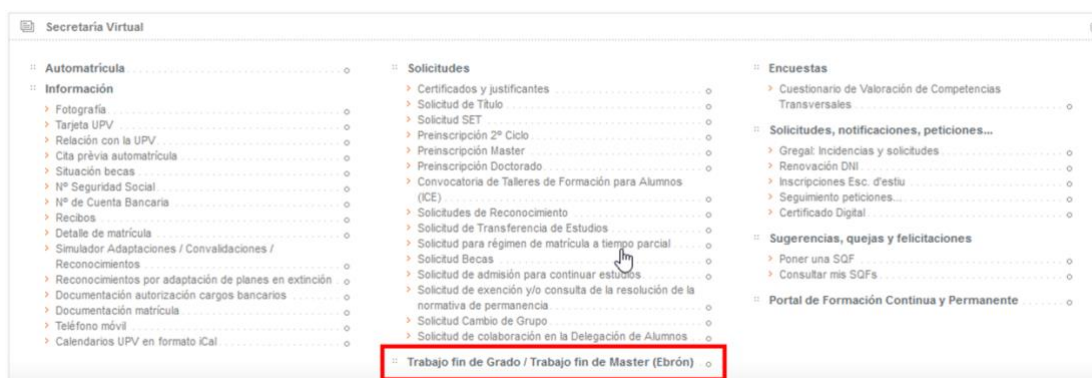 Secretaria Virtual
Automatrícula
Información
Fotografía
Tarjeta UPV
Relación con la UPV
Cita prèvia automatrícula
Situación becas
Nº Seguridad Social
Nº de Cuenta Bancaria
Recibos
Detalle de matrícula
Simulador Adaptaciones / Convalidaciones /
Reconocimientos
Reconocimientos por adaptación de planes en extinción
Documentación autorización cargos bancarios
Documentación matrícula
Teléfono móvil
Calendarios UPV en formato iCal
Solicitudes
Certificados y justificantes
Solicitud de Título
Solicitud SET
Preinscripción 2º Ciclo
Preinscripción Master
Preinscripción Doctorado
Convocatoria de Talleres de Formación para Alumnos
(ICE)
Solicitudes de Reconocimiento
Solicitud de Transferencia de Estudios
Solicitud para régimen de matrícula a tiempo parcial
Solicitud Becas
Solicitud de admisión para continuar estudios
Solicitud de exención y/o consulta de la resolución de la
normativa de permanencia
Solicitud Cambio de Grupo
Solicitud de colaboración en la Delegación de Alumnos
Trabajo fin de Grado / Trabajo fin de Master (Ebrón)
Encuestas
Cuestionario de Valoración de Competencias
Transversales
Solicitudes, notificaciones, peticiones...
Gregal: Incidencias y solicitudes
Renovación DNI
Inscripciones Esc. d'estiu
Seguimiento peticiones...
Certificado Digital
Sugerencias, quejas y felicitaciones
Poner una SQF
Consultar mis SQFs
Portal de Formación Continua y Permanente